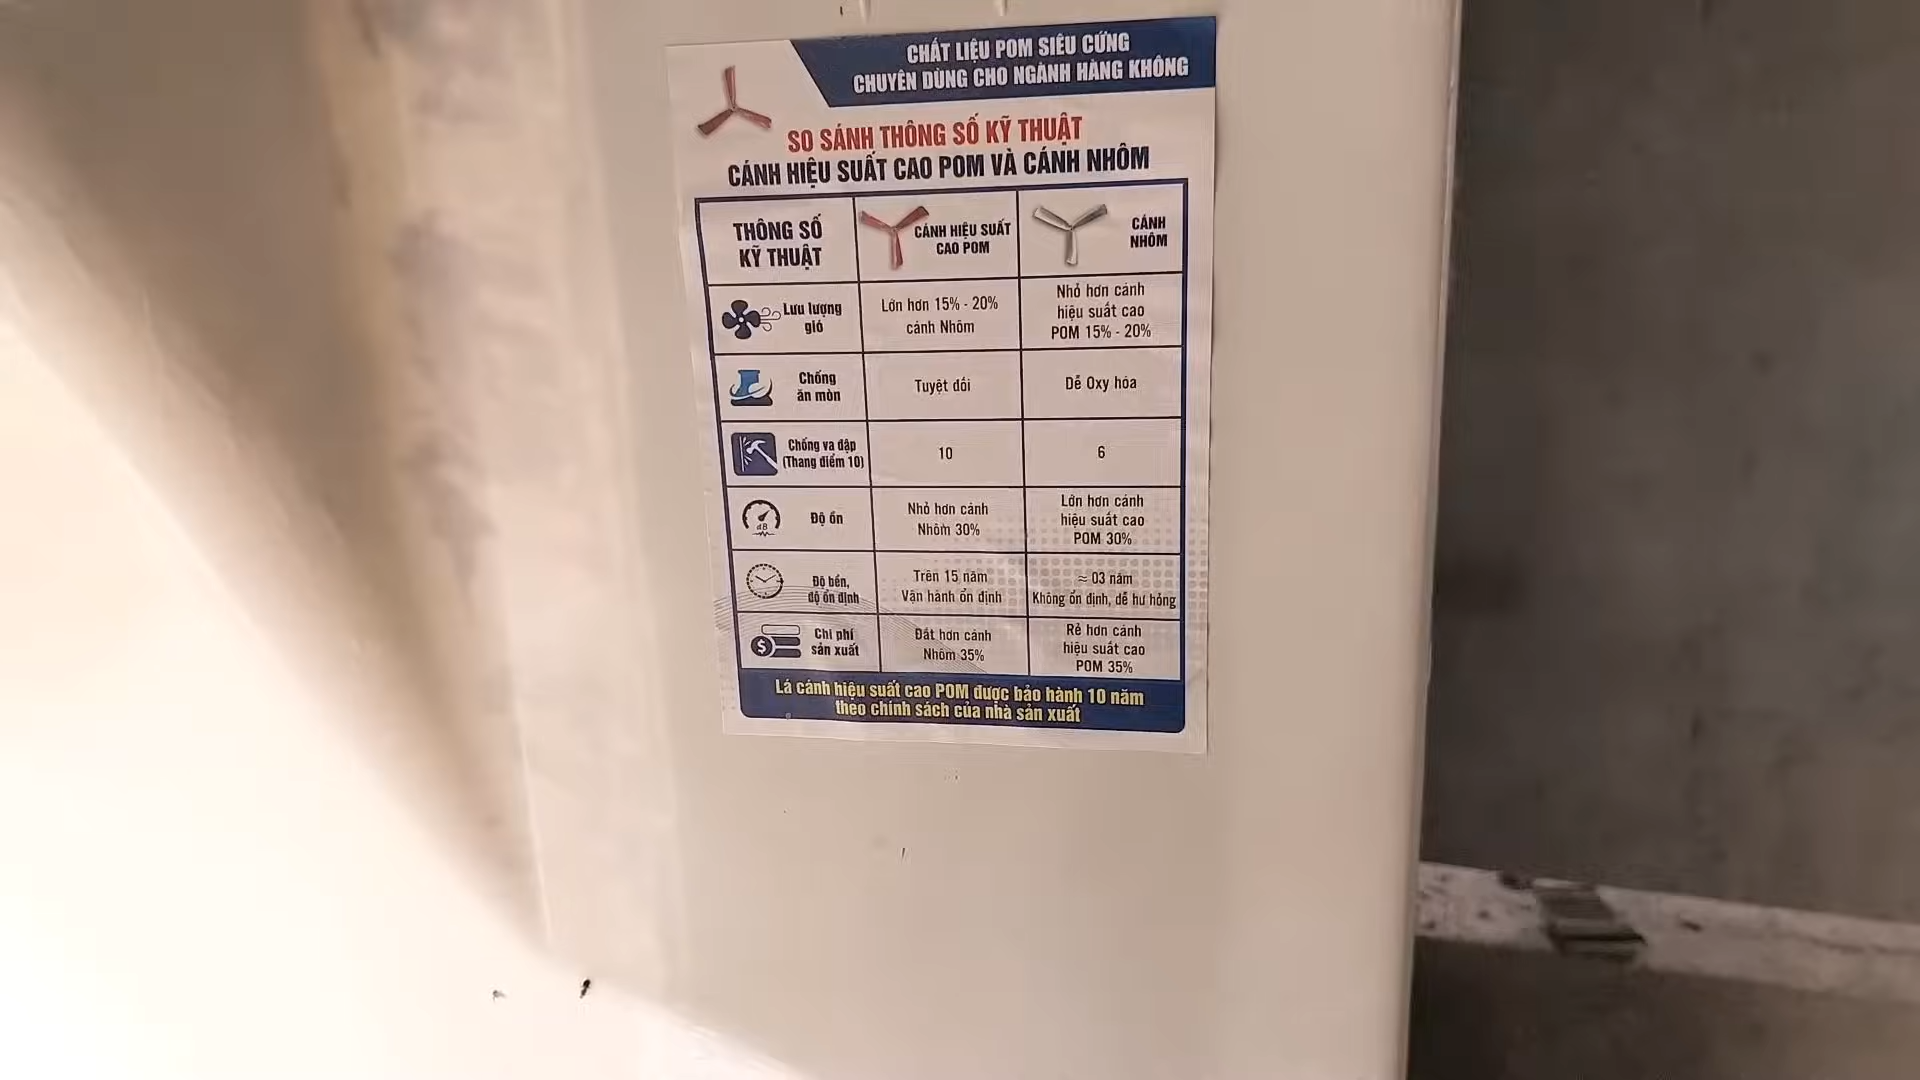 CHẤT LIỆU POM SIÊU CỨNG
CHUYÊN DÙNG CHO NGÀNH HÀNG KHÔNG
SO SÁNH THÔNG SỐ KỸ THUẬT
CÁNH HIỆU SUẤT CAO POM VÀ CÁNH NHÔM
THÔNG SỐ
KỸ THUẬT
CÁNH HIỆU SUẤT
CAO POM
CÁNH
NHÔM
Lưu lượng
gió
Lớn hơn 15% - 20%
cánh Nhôm
Nhỏ hơn cánh
hiệu suất cao
POM 15% - 20%
Chống
ăn mòn
Tuyệt đối
Dễ Oxy hóa
Chống va đập
(Thang điểm 10)
10
6
dB
Độ ồn
Nhỏ hơn cánh
Nhôm 30%
Lớn hơn cánh
hiệu suất cao
POM 30%
Độ bền,
độ ổn định
Trên 15 năm
Vận hành ổn định
≈ 03 năm
Không ổn định, dễ hư hỏng
$
Chi phí
sản xuất
Đắt hơn cánh
Nhôm 35%
Rẻ hơn cánh
hiệu suất cao
POM 35%
Lá cánh hiệu suất cao POM được bảo hành 10 năm
theo chính sách của nhà sản xuất